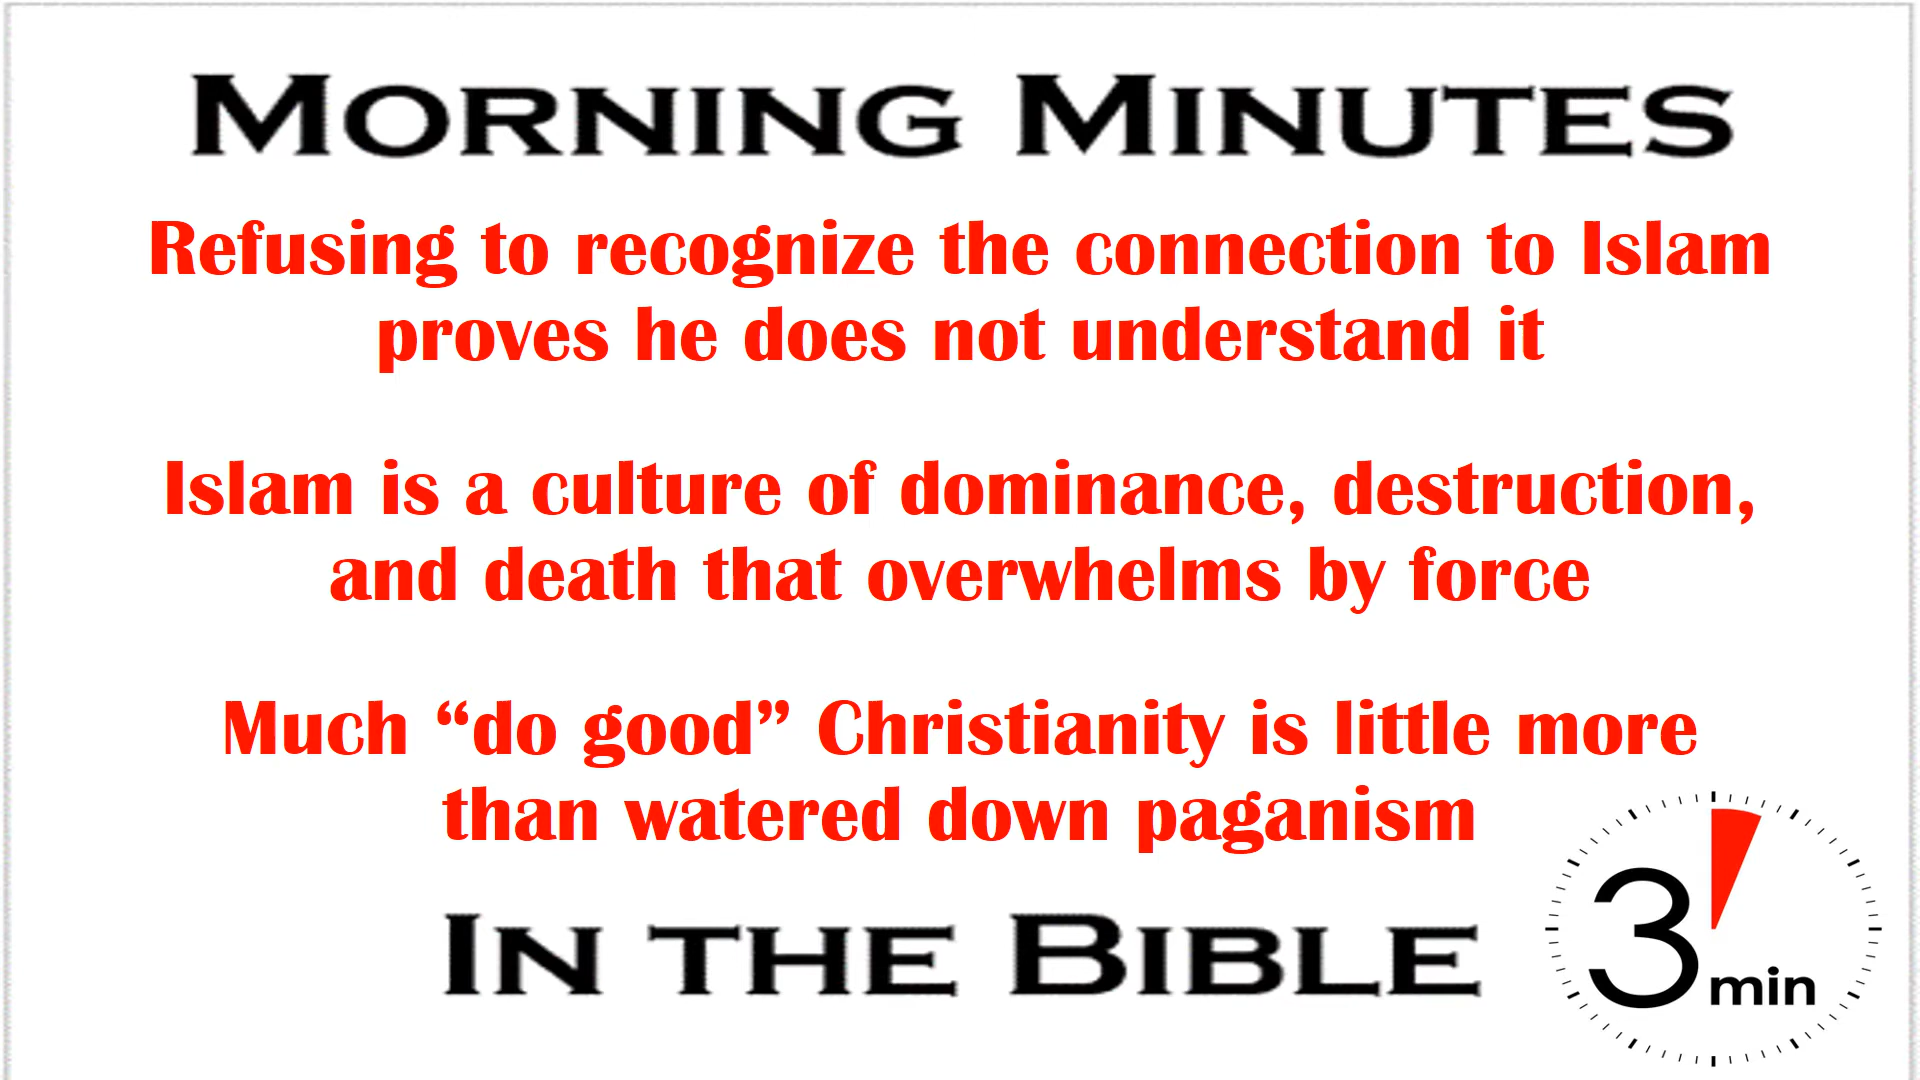 Morning Minutes
Refusing to recognize the connection to Islam
proves he does not understand it
Islam is a culture of dominance, destruction,
and death that overwhelms by force
Much “do good” Christianity is little more
than watered down paganism
In the Bible
3 min